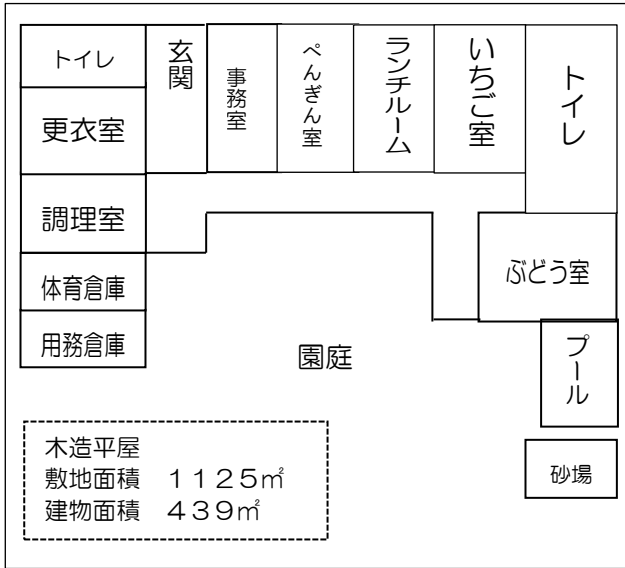 トイレ
玄関
事務室
ぺんぎん室
ランチルーム
いちご室
トイレ
更衣室
調理室
体育倉庫
用務倉庫
ぶどう室
園庭
プール
砂場
木造平屋
敷地面積　１１２５㎡
建物面積　４３９㎡